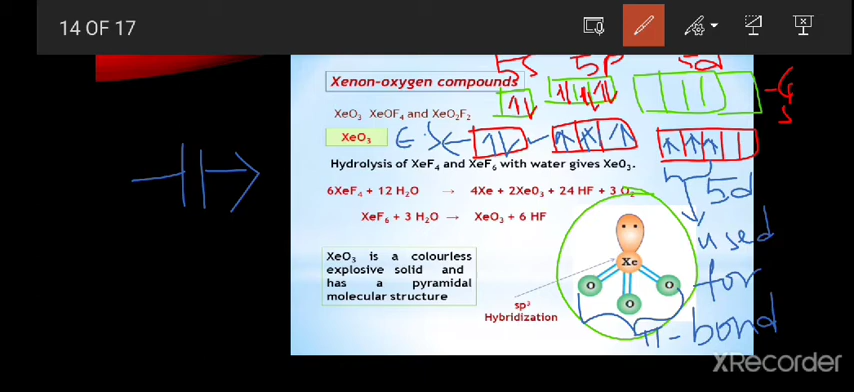 14 OF 17
5s 5p 5d
Xenon-oxygen compounds
XeO₃ XeOF₄ and XeO₂F₂
XeO₃
Hydrolysis of XeF₄ and XeF₆ with water gives XeO₃.
6XeF₄ + 12 H₂O → 4Xe + 2XeO₃ + 24 HF + 3 O₂
5d
XeF₆ + 3 H₂O → XeO₃ + 6 HF
used
XeO₃ is a colourless
explosive solid and
has a pyramidal
molecular structure
Xe
O O
O
for
sp³
Hybridization
π-bond
XRecorder